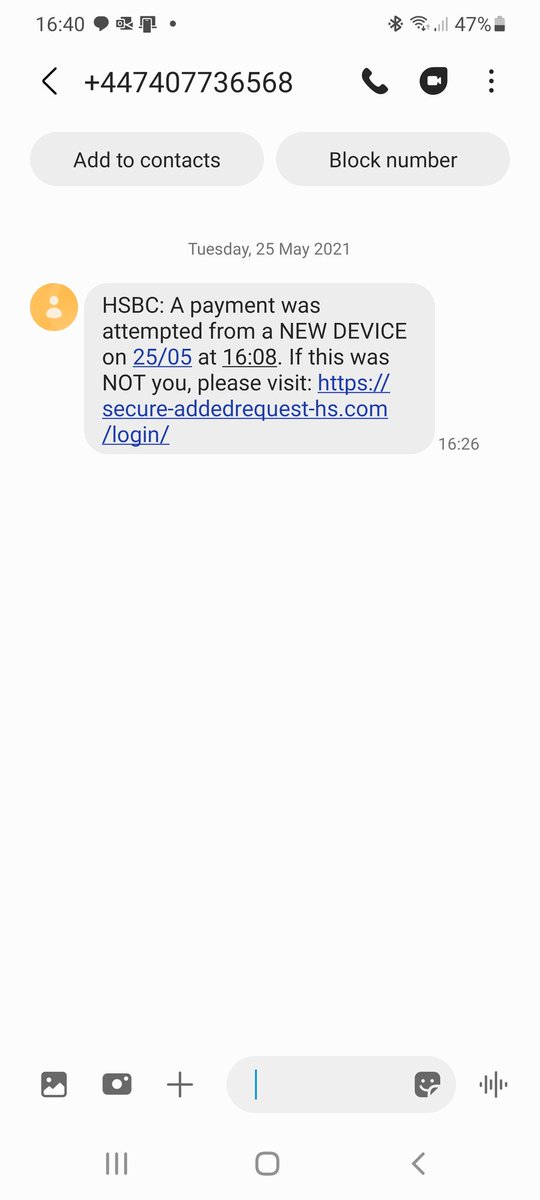 16:40 47%
+447407736568
Add to contacts Block number
Tuesday, 25 May 2021
HSBC: A payment was
attempted from a NEW DEVICE
on 25/05 at 16:08. If this was
NOT you, please visit: https://
secure-addedrequest-hs.com
/login/
16:26